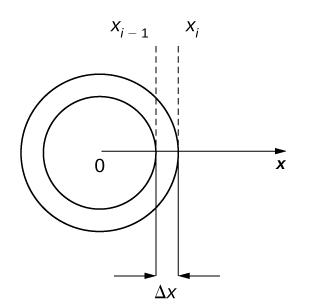 x_{i – 1} x_i
0 x
Δx